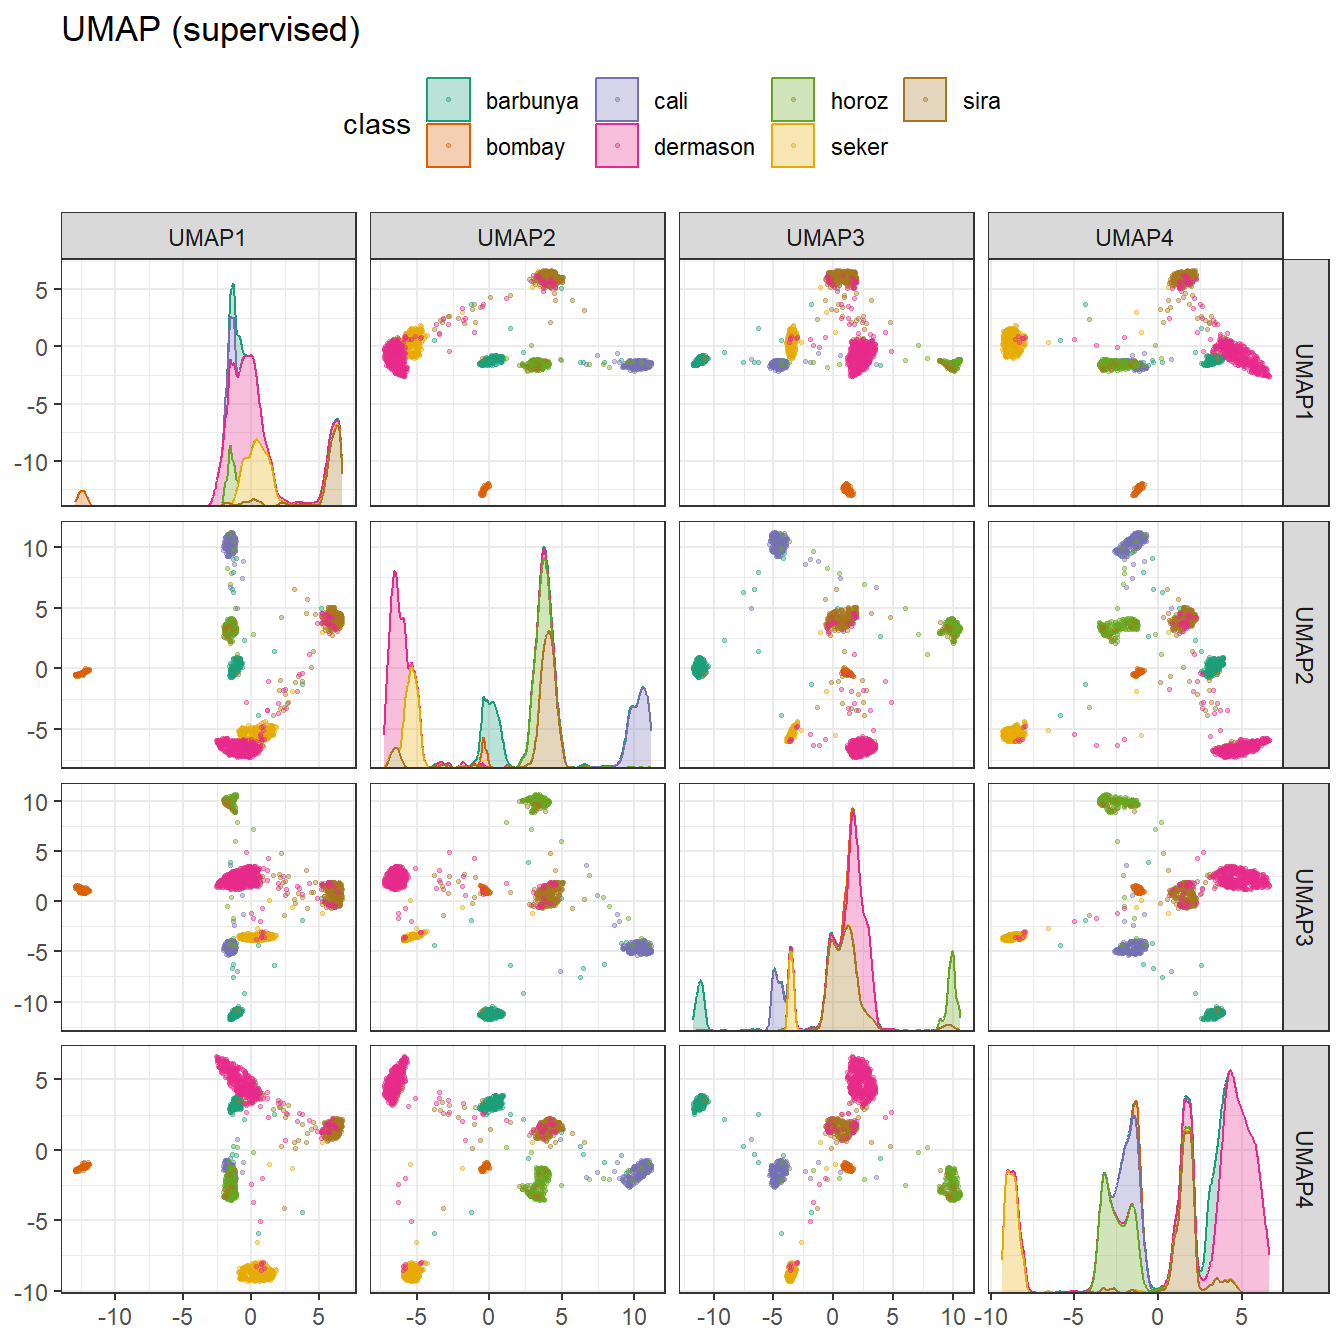 UMAP (supervised)
class
barbunya cali horoz sira
bombay dermason seker
UMAP1 UMAP2 UMAP3 UMAP4
5
0
-5
-10
UMAP1
10
5
0
-5
UMAP2
10
5
0
-5
-10
UMAP3
5
0
-5
-10
UMAP4
-10 -5 0 5 -5 0 5 10 -10 -5 0 5 10 -10 -5 0 5